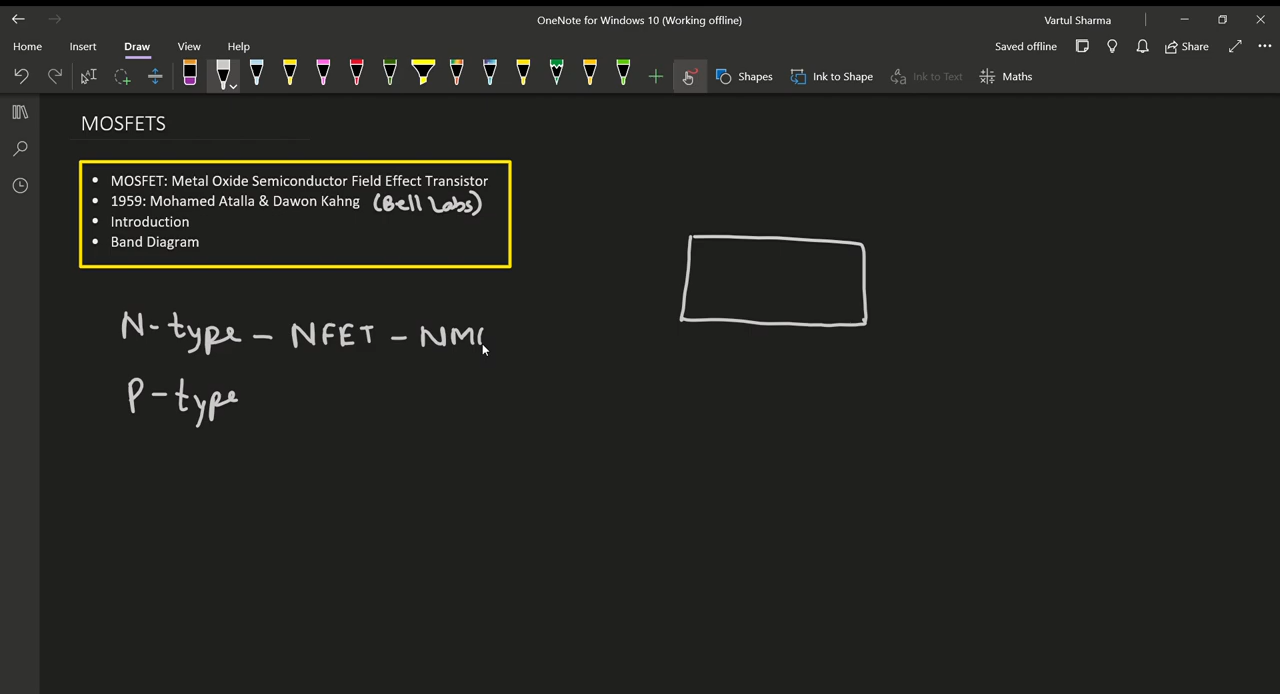 OneNote for Windows 10 (Working offline)
Vartul Sharma
Home Insert Draw View Help
Saved offline
Share
Shapes Ink to Shape Ink to Text Maths
MOSFETS
• MOSFET: Metal Oxide Semiconductor Field Effect Transistor
• 1959: Mohamed Atalla & Dawon Kahng (Bell Labs)
• Introduction
• Band Diagram
N-type - NFET - NM
P-type